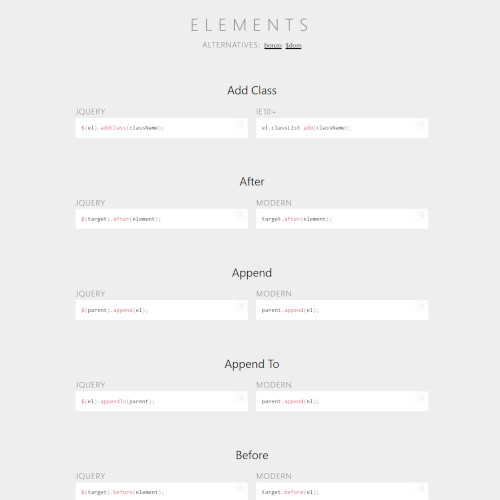 ELEMENTS
ALTERNATIVES: bonzo $dom
Add Class
JQUERY
$(el).addClass(className);
IE10+
el.classList.add(className);
After
JQUERY
$(target).after(element);
MODERN
target.after(element);
Append
JQUERY
$(parent).append(el);
MODERN
parent.append(el);
Append To
JQUERY
$(el).appendTo(parent);
MODERN
parent.append(el);
Before
JQUERY
$(target).before(element);
MODERN
target.before(el);